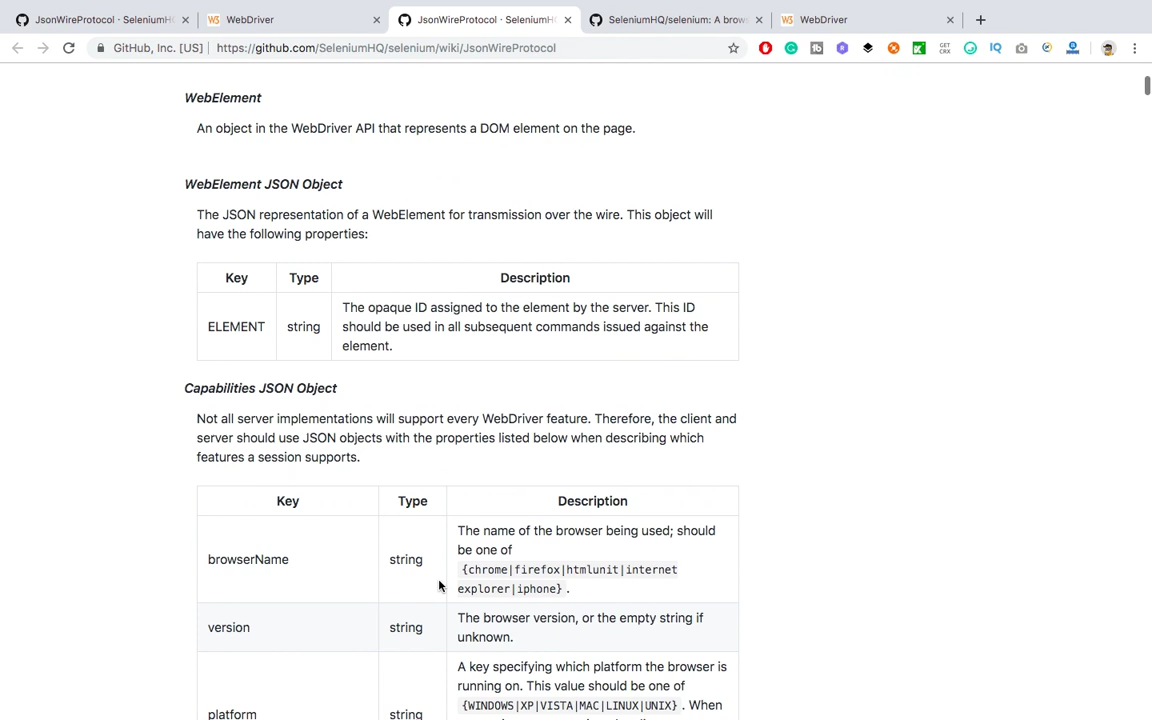 JsonWireProtocol · SeleniumH
WebDriver
JsonWireProtocol · SeleniumH
SeleniumHQ/selenium: A brow
WebDriver
GitHub, Inc. [US]
https://github.com/SeleniumHQ/selenium/wiki/JsonWireProtocol
GET CRX
IQ
WebElement
An object in the WebDriver API that represents a DOM element on the page.
WebElement JSON Object
The JSON representation of a WebElement for transmission over the wire. This object will
have the following properties:
Key Type Description
The opaque ID assigned to the element by the server. This ID
ELEMENT string should be used in all subsequent commands issued against the
element.
Capabilities JSON Object
Not all server implementations will support every WebDriver feature. Therefore, the client and
server should use JSON objects with the properties listed below when describing which
features a session supports.
Key Type Description
The name of the browser being used; should
be one of
browserName string {chrome|firefox|htmlunit|internet
explorer|iphone} .
The browser version, or the empty string if
version string unknown.
A key specifying which platform the browser is
running on. This value should be one of
{WINDOWS|XP|VISTA|MAC|LINUX|UNIX} . When
platform string